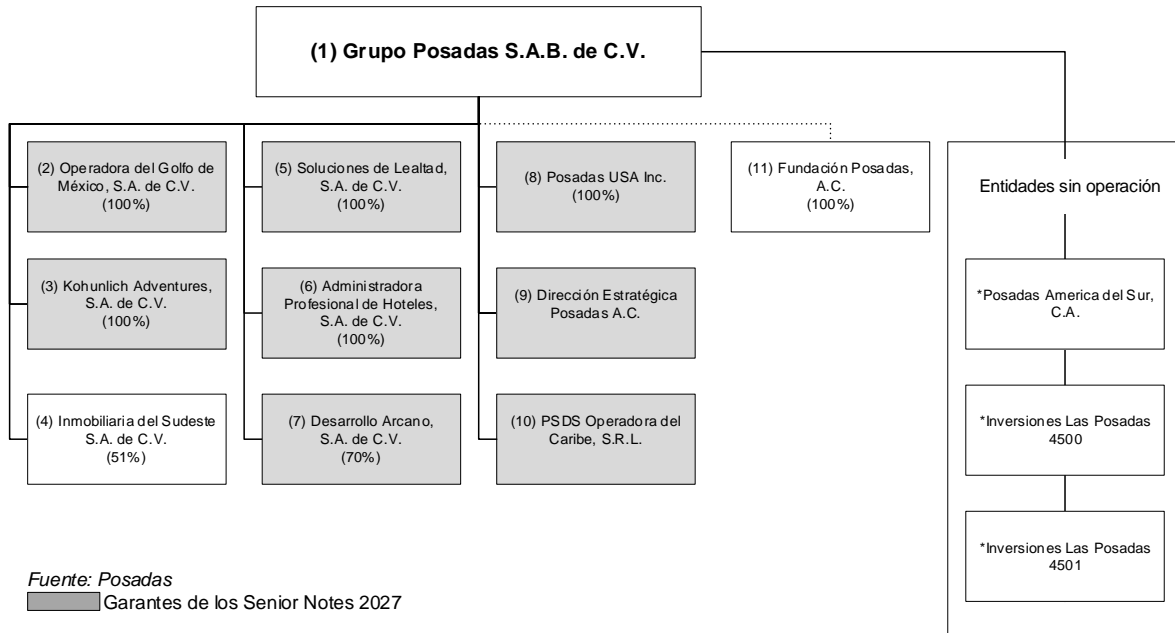 (1) Grupo Posadas S.A.B. de C.V.
(2) Operadora del Golfo de
México, S.A. de C.V.
(100%)
(5) Soluciones de Lealtad,
S.A. de C.V.
(100%)
(8) Posadas USA Inc.
(100%)
(11) Fundación Posadas,
A.C.
(100%)
Entidades sin operación
(3) Kohunlich Adventures,
S.A. de C.V.
(100%)
(6) Administradora
Profesional de Hoteles,
S.A. de C.V.
(100%)
(9) Dirección Estratégica
Posadas A.C.
*Posadas America del Sur,
C.A.
(4) Inmobiliaria del Sudeste
S.A. de C.V.
(51%)
(7) Desarrollo Arcano,
S.A. de C.V.
(70%)
(10) PSDS Operadora del
Caribe, S.R.L.
*Inversiones Las Posadas
4500
*Inversiones Las Posadas
4501
Fuente: Posadas
Garantes de los Senior Notes 2027